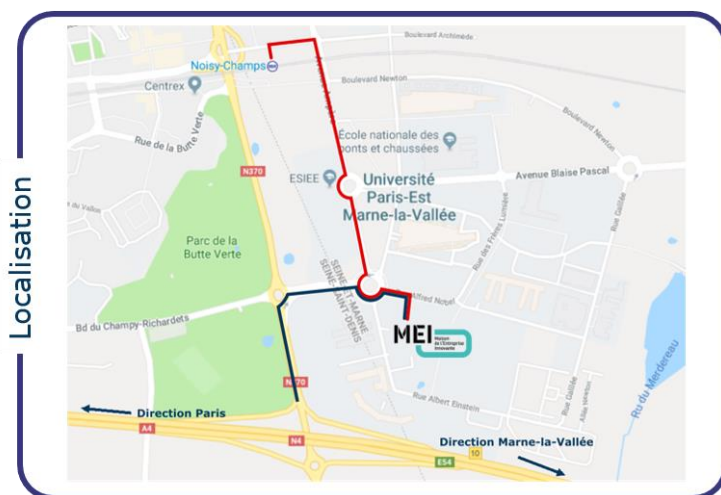 Localisation
Boulevard Archimède
Noisy-Champs
Boulevard Newton
Centrex
Avenue Ampère
Rue de la Butte Verte
École nationale des
ponts et chaussées
Boulevard Newton
N370
ESIEE
Université
Paris-Est
Marne-la-Vallée
Avenue Blaise Pascal
Rue Galilée
Rue des Frères Lumière
Parc de la
Butte Verte
SEINE-ET-MARNE
SEINE-SAINT-DENIS
Alfred Nobel
Bd du Champy-Richardets
MEI
Maison
de l'Entreprise
Innovante
Rue Galilée
Ru du Merdereau
Rue Albert Einstein
Direction Paris
A4
N4
Direction Marne-la-Vallée
10
E54